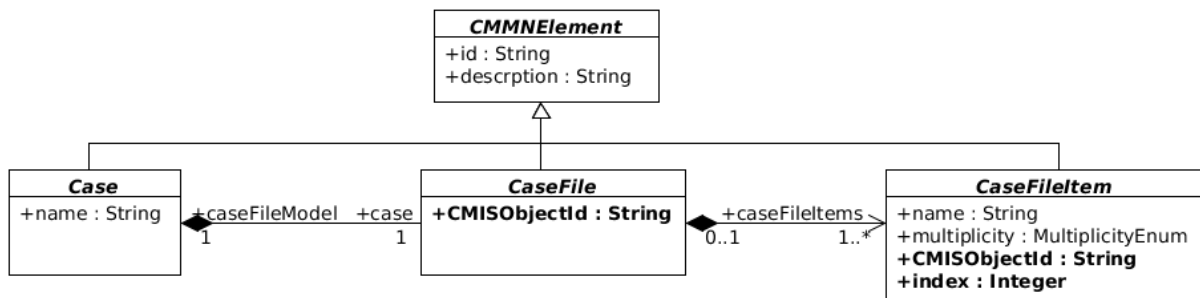 CMMNElement
+id : String
+descrption : String
Case
+name : String
+caseFileModel
+case
1
1
CaseFile
+CMISObjectId : String
+caseFileItems
0..1
1..*
CaseFileItem
+name : String
+multiplicity : MultiplicityEnum
+CMISObjectId : String
+index : Integer